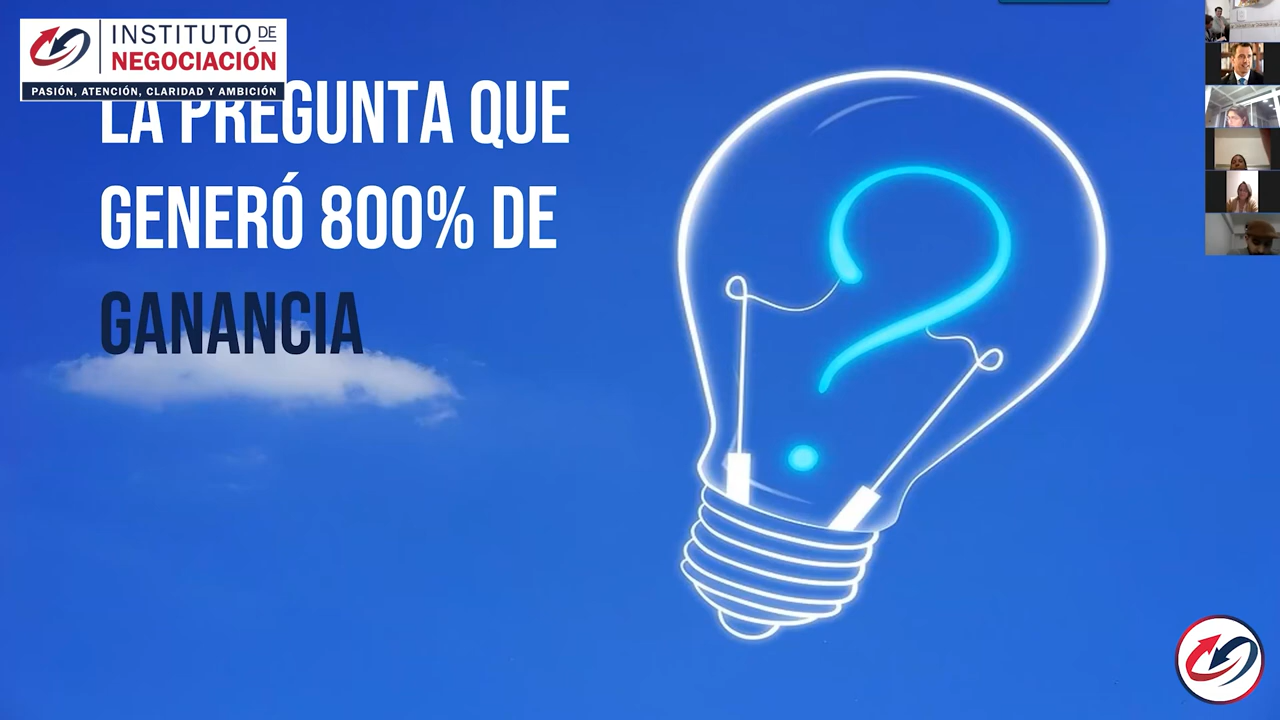 INSTITUTO DE
NEGOCIACIÓN
PASIÓN, ATENCIÓN, CLARIDAD Y AMBICIÓN
LA PREGUNTA QUE
GENERÓ 800% DE
GANANCIA